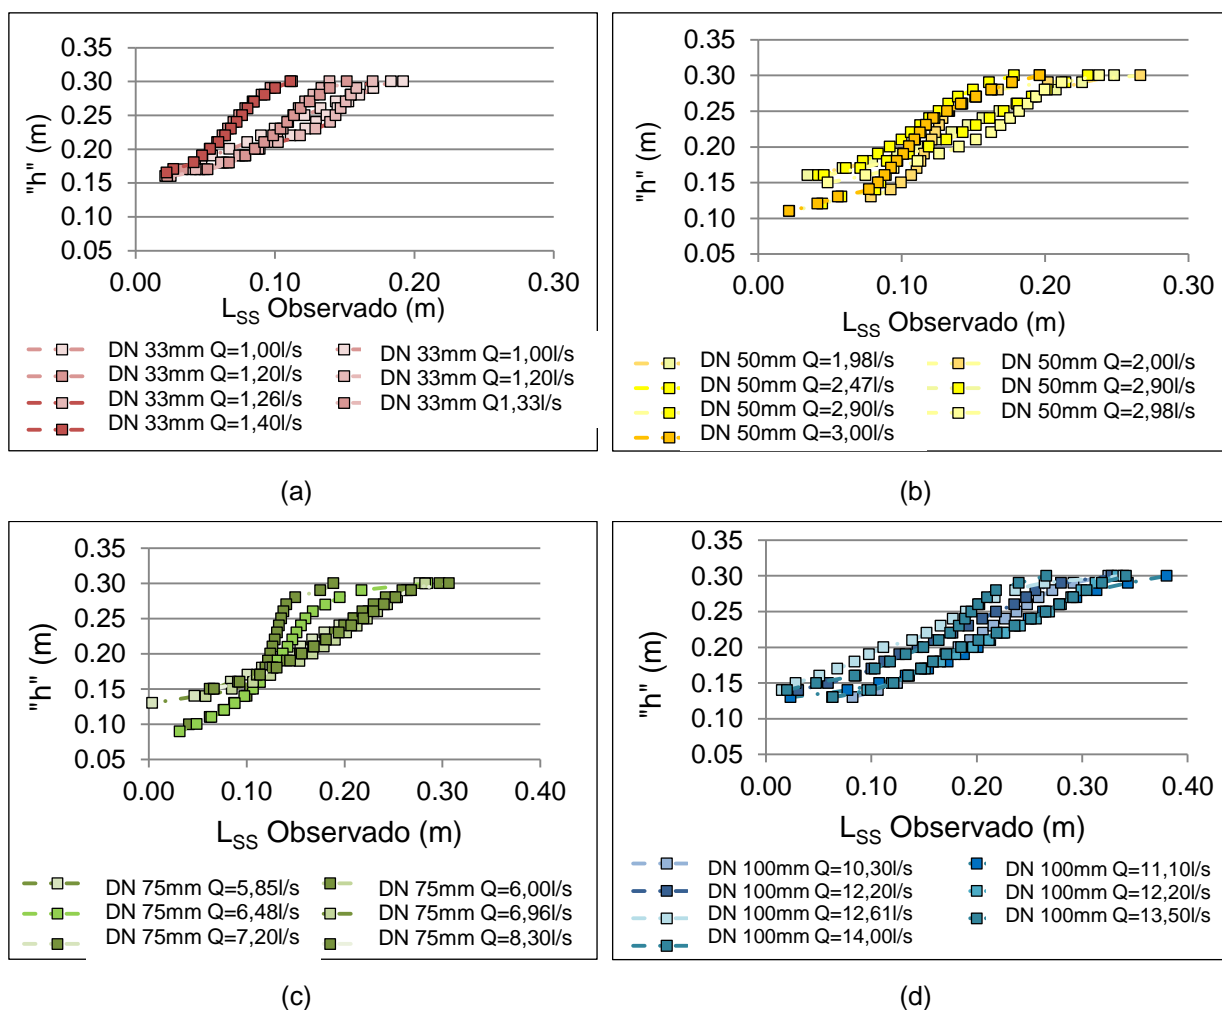 0.35
0.30
0.25
0.20
0.15
0.10
0.05
"h" (m)
0.00 0.10 0.20 0.30
LSS Observado (m)
DN 33mm Q=1,00l/s DN 33mm Q=1,00l/s
DN 33mm Q=1,20l/s DN 33mm Q=1,20l/s
DN 33mm Q=1,26l/s DN 33mm Q1,33l/s
DN 33mm Q=1,40l/s
(a)
0.35
0.30
0.25
0.20
0.15
0.10
0.05
"h" (m)
0.00 0.10 0.20 0.30
LSS Observado (m)
DN 50mm Q=1,98l/s DN 50mm Q=2,00l/s
DN 50mm Q=2,47l/s DN 50mm Q=2,90l/s
DN 50mm Q=2,90l/s DN 50mm Q=2,98l/s
DN 50mm Q=3,00l/s
(b)
0.35
0.30
0.25
0.20
0.15
0.10
0.05
"h" (m)
0.00 0.10 0.20 0.30 0.40
LSS Observado (m)
DN 75mm Q=5,85l/s DN 75mm Q=6,00l/s
DN 75mm Q=6,48l/s DN 75mm Q=6,96l/s
DN 75mm Q=7,20l/s DN 75mm Q=8,30l/s
(c)
0.35
0.30
0.25
0.20
0.15
0.10
0.05
"h" (m)
0.00 0.10 0.20 0.30 0.40
LSS Observado (m)
DN 100mm Q=10,30l/s DN 100mm Q=11,10l/s
DN 100mm Q=12,20l/s DN 100mm Q=12,20l/s
DN 100mm Q=12,61l/s DN 100mm Q=13,50l/s
DN 100mm Q=14,00l/s
(d)